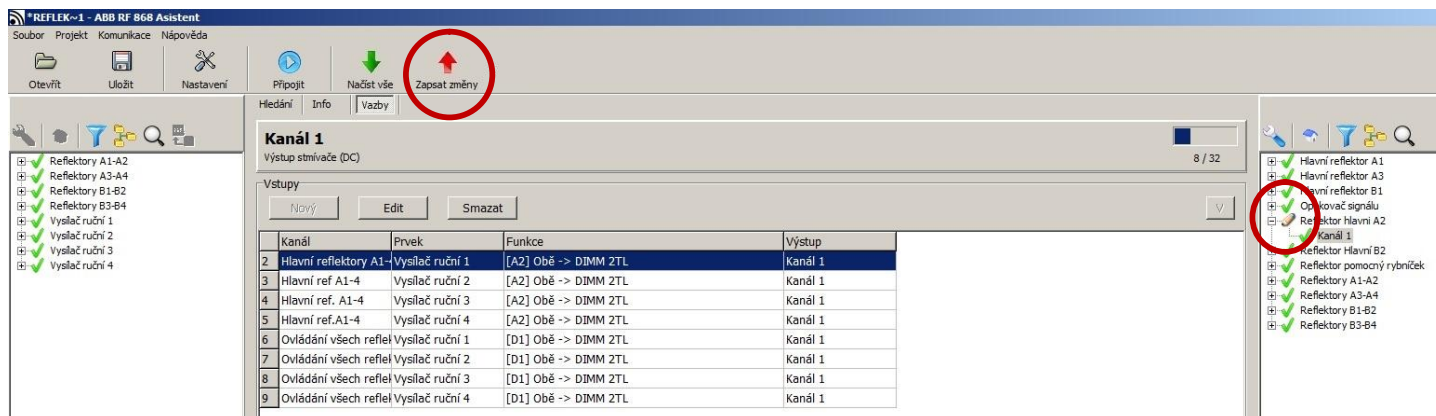 *REFLEK~1 - ABB RF 868 Asistent
Soubor Projekt Komunikace Nápověda
Otevřít Uložit Nastavení Připojit Načíst vše Zapsat změny
Hledání Info Vazby
Kanál 1
Výstup stmívače (DC)
8 / 32
Vstupy
Nový Edit Smazat V
Kanál Prvek Funkce Výstup
2 Hlavní reflektory A1- Vysílač ruční 1 [A2] Obě -> DIMM 2TL Kanál 1
3 Hlavní ref A1-4 Vysílač ruční 2 [A2] Obě -> DIMM 2TL Kanál 1
4 Hlavní ref. A1-4 Vysílač ruční 3 [A2] Obě -> DIMM 2TL Kanál 1
5 Hlavní ref.A1-4 Vysílač ruční 4 [A2] Obě -> DIMM 2TL Kanál 1
6 Ovládání všech reflel Vysílač ruční 1 [D1] Obě -> DIMM 2TL Kanál 1
7 Ovládání všech reflel Vysílač ruční 2 [D1] Obě -> DIMM 2TL Kanál 1
8 Ovládání všech reflel Vysílač ruční 3 [D1] Obě -> DIMM 2TL Kanál 1
9 Ovládání všech reflel Vysílač ruční 4 [D1] Obě -> DIMM 2TL Kanál 1
Reflektory A1-A2
Reflektory A3-A4
Reflektory B1-B2
Reflektory B3-B4
Vysílač ruční 1
Vysílač ruční 2
Vysílač ruční 3
Vysílač ruční 4
Hlavní reflektor A1
Hlavní reflektor A3
Hlavní reflektor B1
Opakovač signálu
Reflektor hlavni A2
Kanál 1
Reflektor Hlavní B2
Reflektor pomocný rybníček
Reflektory A1-A2
Reflektory A3-A4
Reflektory B1-B2
Reflektory B3-B4